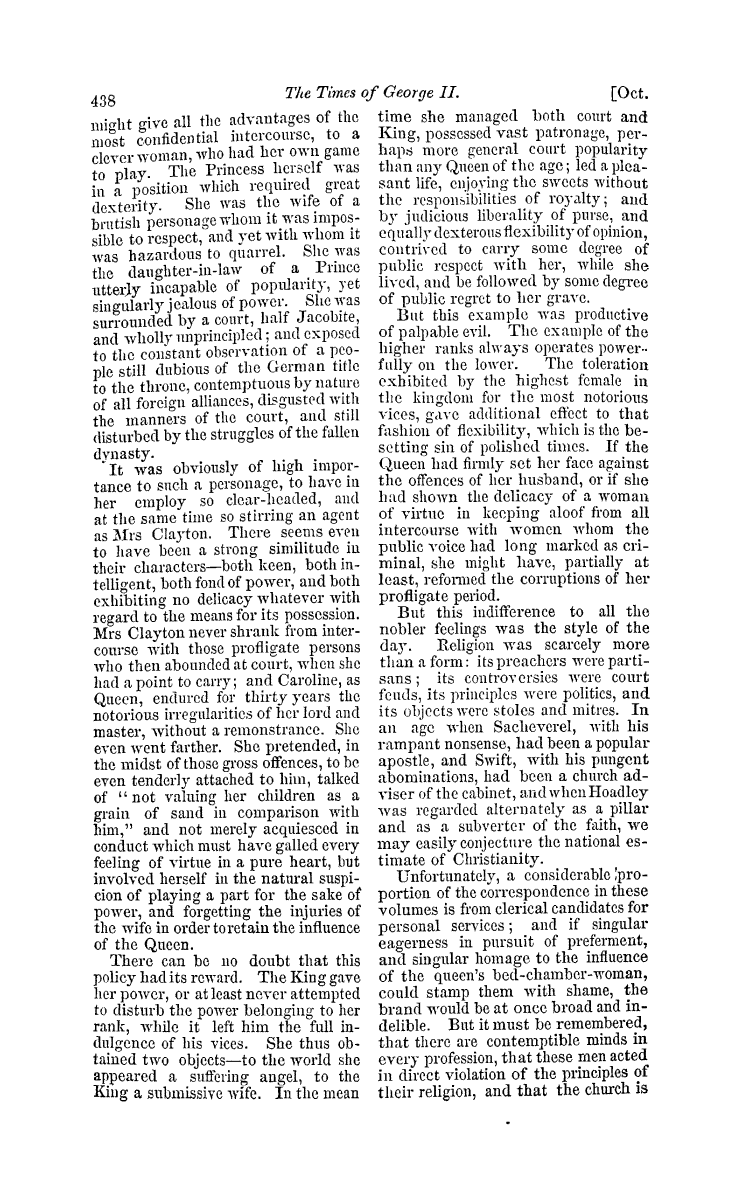 438
The Times of George II.
[Oct.
might give all the advantages of the
most confidential intercourse, to a
clever woman, who had her own game
to play. The Princess herself was
in a position which required great
dexterity. She was the wife of a
brutish personage whom it was impos-
sible to respect, and yet with whom it
was hazardous to quarrel. She was
the daughter-in-law of a Prince
utterly incapable of popularity, yet
singularly jealous of power. She was
surrounded by a court, half Jacobite,
and wholly unprincipled; and exposed
to the constant observation of a peo-
ple still dubious of the German title
to the throne, contemptuous by nature
of all foreign alliances, disgusted with
the manners of the court, and still
disturbed by the struggles of the fallen
dynasty.
It was obviously of high impor-
tance to such a personage, to have in
her employ so clear-headed, and
at the same time so stirring an agent
as Mrs Clayton. There seems even
to have been a strong similitude in
their characters—both keen, both in-
telligent, both fond of power, and both
exhibiting no delicacy whatever with
regard to the means for its possession.
Mrs Clayton never shrank from inter-
course with those profligate persons
who then abounded at court, when she
had a point to carry; and Caroline, as
Queen, endured for thirty years the
notorious irregularities of her lord and
master, without a remonstrance. She
even went farther. She pretended, in
the midst of those gross offences, to be
even tenderly attached to him, talked
of "not valuing her children as a
grain of sand in comparison with
him," and not merely acquiesced in
conduct which must have galled every
feeling of virtue in a pure heart, but
involved herself in the natural suspi-
cion of playing a part for the sake of
power, and forgetting the injuries of
the wife in order to retain the influence
of the Queen.
There can be no doubt that this
policy had its reward. The King gave
her power, or at least never attempted
to disturb the power belonging to her
rank, while it left him the full in-
dulgence of his vices. She thus ob-
tained two objects—to the world she
appeared a suffering angel, to the
King a submissive wife. In the mean
time she managed both court and
King, possessed vast patronage, per-
haps more general court popularity
than any Queen of the age; led a plea-
sant life, enjoying the sweets without
the responsibilities of royalty; and
by judicious liberality of purse, and
equally dexterous flexibility of opinion,
contrived to carry some degree of
public respect with her, while she
lived, and be followed by some degree
of public regret to her grave.
But this example was productive
of palpable evil. The example of the
higher ranks always operates power-
fully on the lower. The toleration
exhibited by the highest female in
the kingdom for the most notorious
vices, gave additional effect to that
fashion of flexibility, which is the be-
setting sin of polished times. If the
Queen had firmly set her face against
the offences of her husband, or if she
had shown the delicacy of a woman
of virtue in keeping aloof from all
intercourse with women whom the
public voice had long marked as cri-
minal, she might have, partially at
least, reformed the corruptions of her
profligate period.
But this indifference to all the
nobler feelings was the style of the
day. Religion was scarcely more
than a form: its preachers were parti-
sans; its controversies were court
feuds, its principles were politics, and
its objects were stoles and mitres. In
an age when Sacheverel, with his
rampant nonsense, had been a popular
apostle, and Swift, with his pungent
abominations, had been a church ad-
viser of the cabinet, and when Hoadley
was regarded alternately as a pillar
and as a subverter of the faith, we
may easily conjecture the national es-
timate of Christianity.
Unfortunately, a considerable pro-
portion of the correspondence in these
volumes is from clerical candidates for
personal services; and if singular
eagerness in pursuit of preferment,
and singular homage to the influence
of the queen's bed-chamber-woman,
could stamp them with shame, the
brand would be at once broad and in-
delible. But it must be remembered,
that there are contemptible minds in
every profession, that these men acted
in direct violation of the principles of
their religion, and that the church is